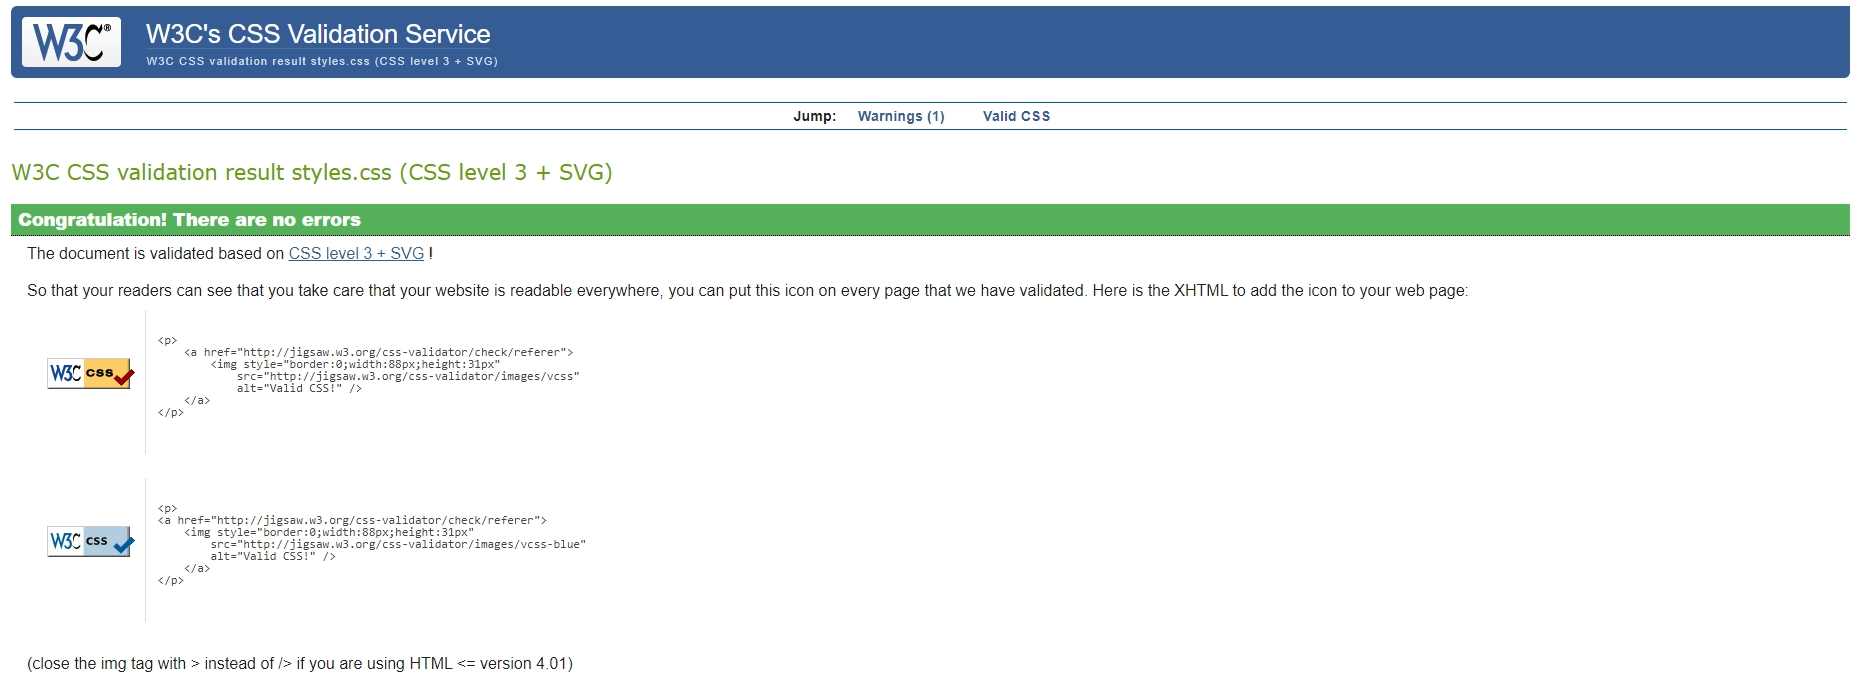 W3C®
W3C's CSS Validation Service
W3C CSS validation result styles.css (CSS level 3 + SVG)
Jump: Warnings (1) Valid CSS
W3C CSS validation result styles.css (CSS level 3 + SVG)
Congratulation! There are no errors
The document is validated based on CSS level 3 + SVG !
So that your readers can see that you take care that your website is readable everywhere, you can put this icon on every page that we have validated. Here is the XHTML to add the icon to your web page:
W3C css
<p>
    <a href="http://jigsaw.w3.org/css-validator/check/referer">
        <img style="border:0;width:88px;height:31px"
            src="http://jigsaw.w3.org/css-validator/images/vcss"
            alt="Valid CSS!" />
    </a>
</p>
W3C css
<p>
<a href="http://jigsaw.w3.org/css-validator/check/referer">
    <img style="border:0;width:88px;height:31px"
        src="http://jigsaw.w3.org/css-validator/images/vcss-blue"
        alt="Valid CSS!" />
    </a>
</p>
(close the img tag with > instead of /> if you are using HTML <= version 4.01)